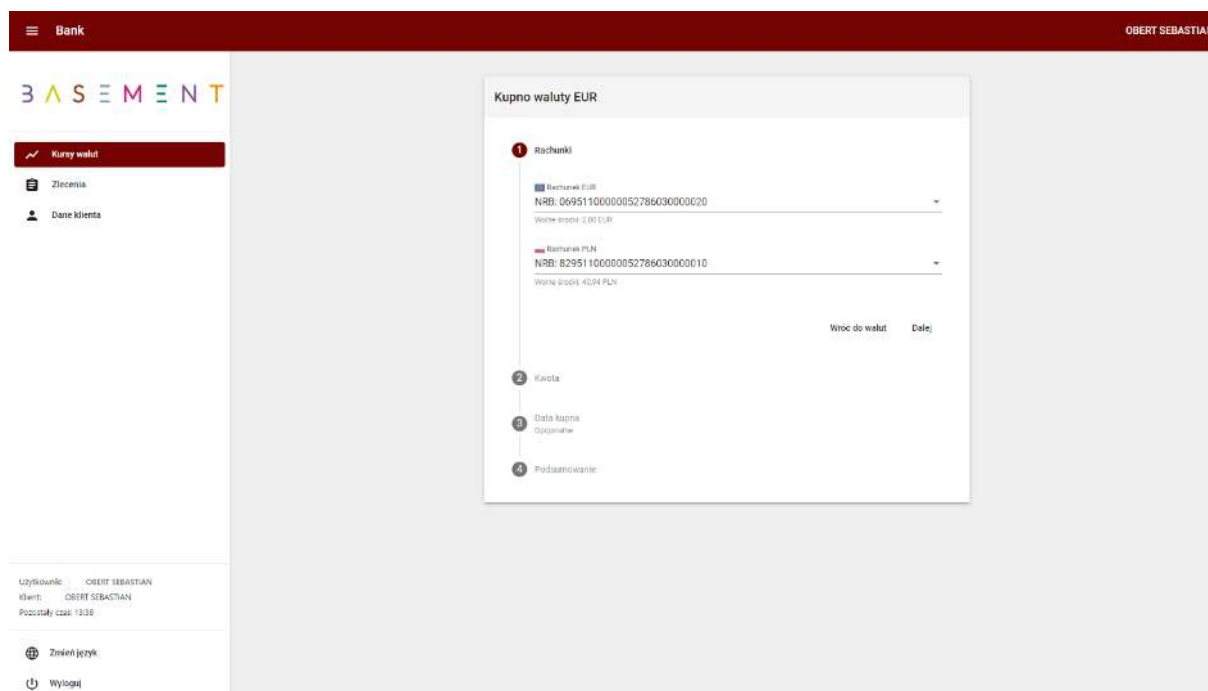 Bank
OBERT SEBASTIAN
BASEMENT
Kursy walut
Zlecenia
Dane klienta
Kupno waluty EUR
1 Rachunki
Rachunek EUR
NRB: 06951100000052786030000020
Wolne środki: 2,00 EUR
Rachunek PLN
NRB: 82951100000052786030000010
Wolne środki: 40,94 PLN
Wróć do walut
Dalej
2 Kwota
3 Data kupna
Opcjonalne
4 Podsumowanie
Użytkownik: OBERT SEBASTIAN
Klient: OBERT SEBASTIAN
Pozostały czas: 13:38
Zmień język
Wyloguj